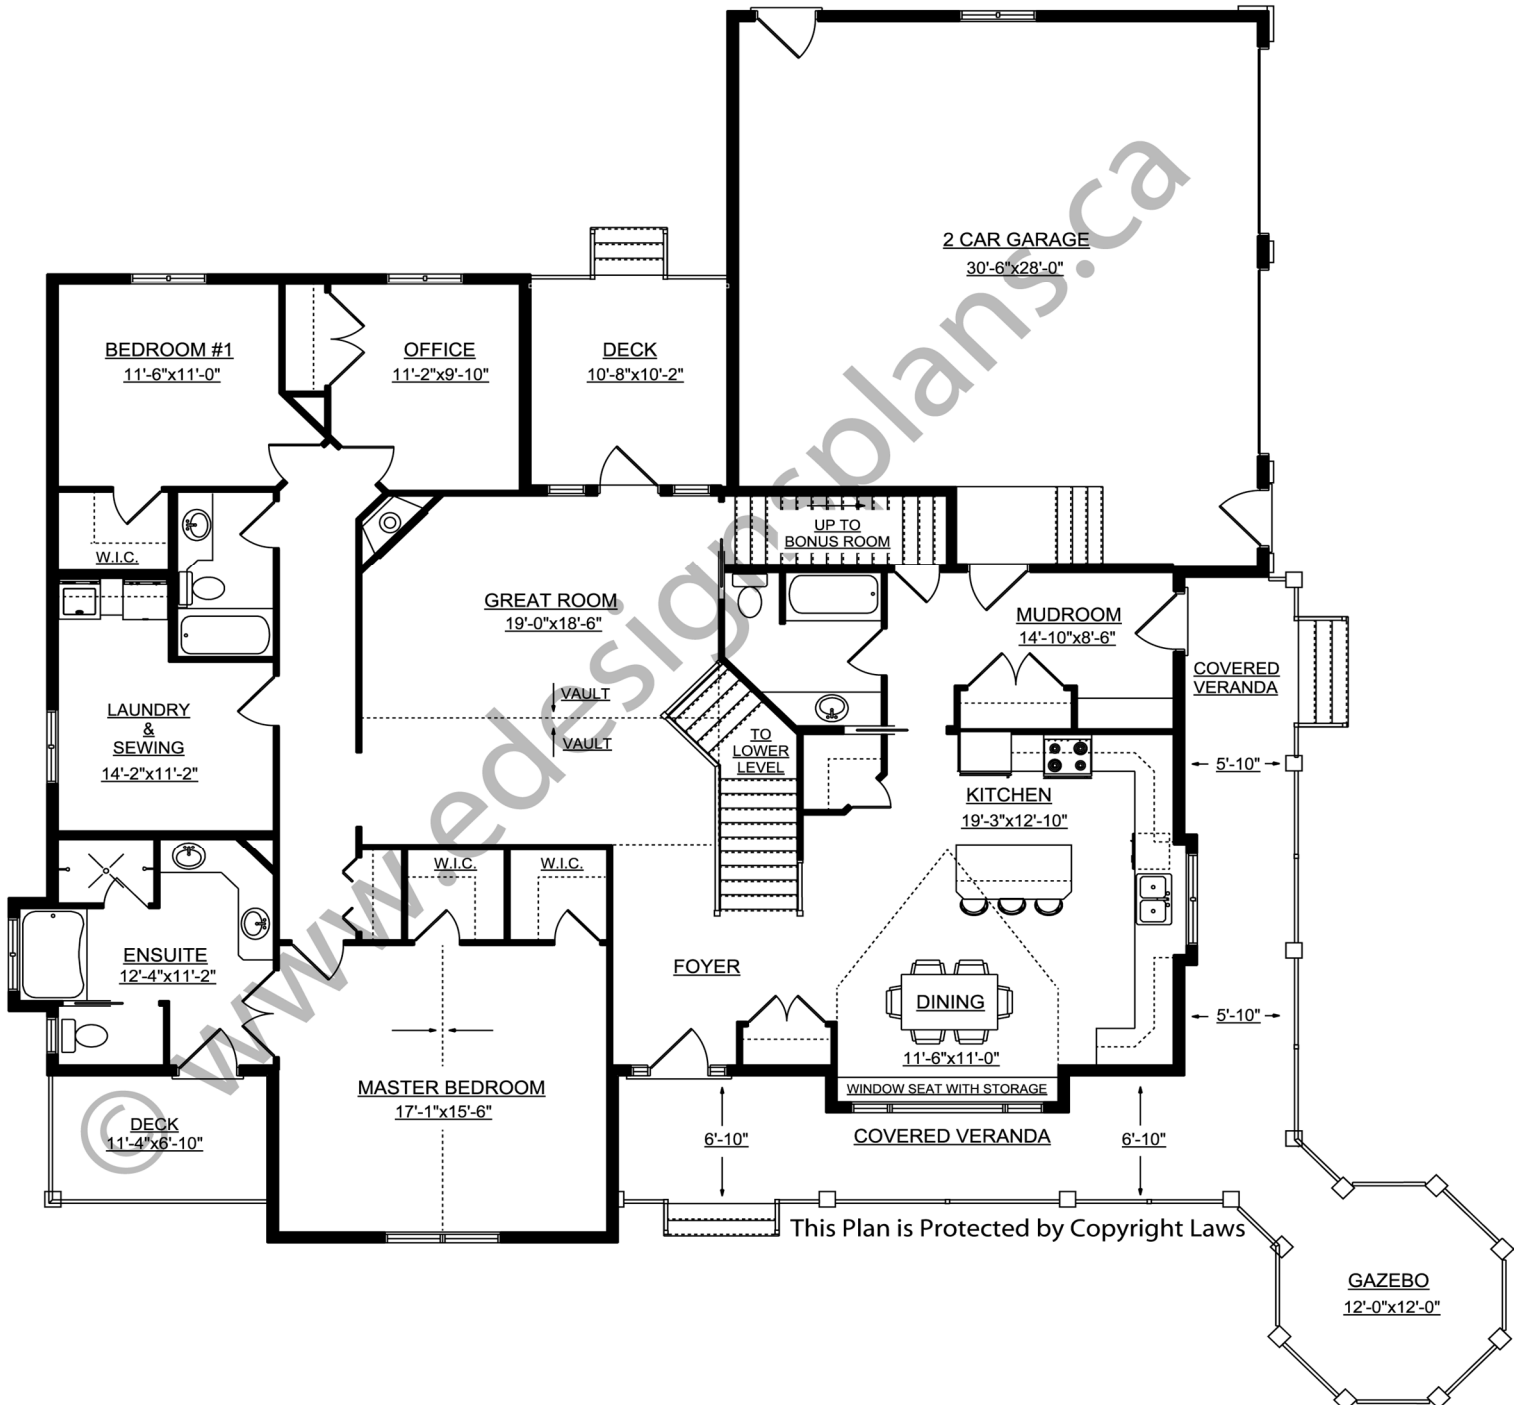 2 CAR GARAGE
30'-6"x28'-0"
BEDROOM #1
11'-6"x11'-0"
OFFICE
11'-2"x9'-10"
DECK
10'-8"x10'-2"
UP TO
BONUS ROOM
W.I.C.
GREAT ROOM
19'-0"x18'-6"
MUDROOM
14'-10"x8'-6"
COVERED
VERANDA
VAULT
VAULT
LAUNDRY
&
SEWING
14'-2"x11'-2"
TO
LOWER
LEVEL
5'-10"
KITCHEN
19'-3"x12'-10"
W.I.C.
W.I.C.
ENSUITE
12'-4"x11'-2"
FOYER
DINING
11'-6"x11'-0"
5'-10"
MASTER BEDROOM
17'-1"x15'-6"
WINDOW SEAT WITH STORAGE
DECK
11'-4"x6'-10"
6'-10"
COVERED VERANDA
6'-10"
This Plan is Protected by Copyright Laws
GAZEBO
12'-0"x12'-0"
© www.edesignsplans.ca